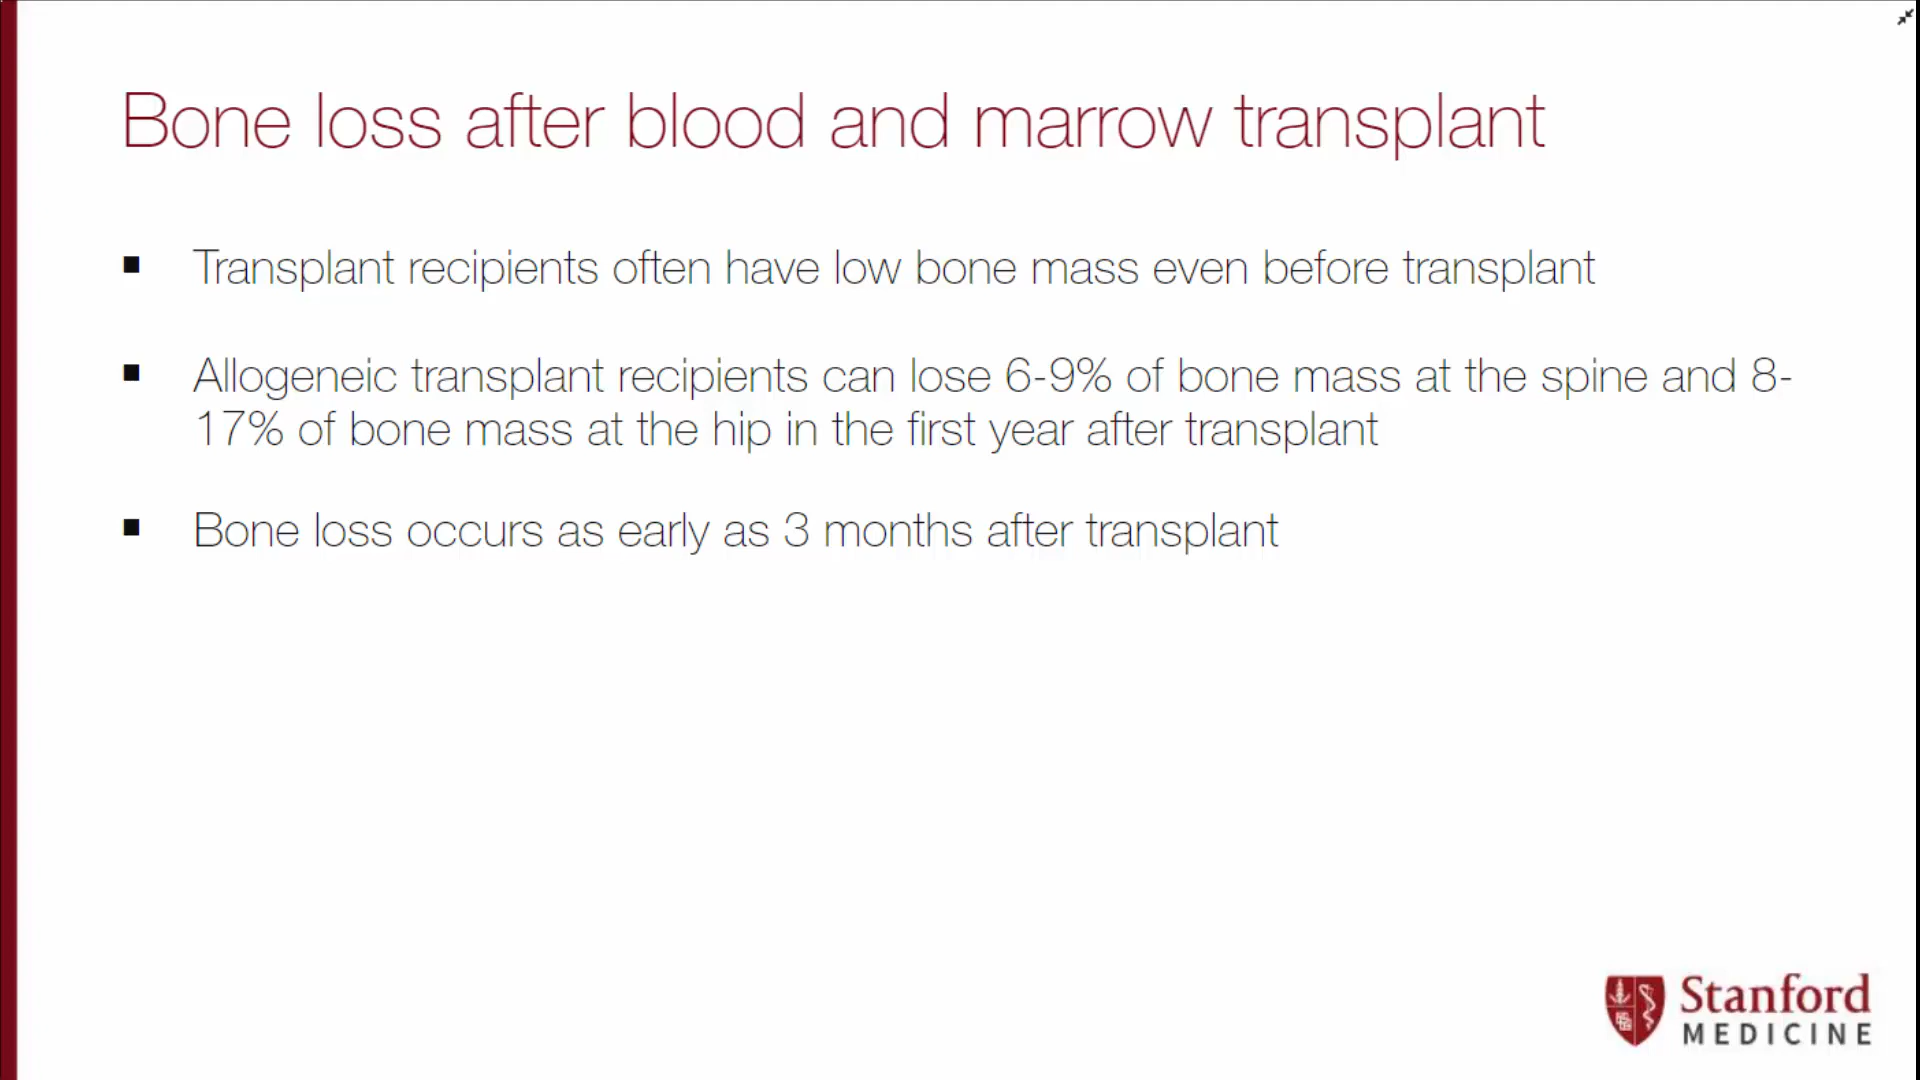 Bone loss after blood and marrow transplant
▪ Transplant recipients often have low bone mass even before transplant
▪ Allogeneic transplant recipients can lose 6-9% of bone mass at the spine and 8-
17% of bone mass at the hip in the first year after transplant
▪ Bone loss occurs as early as 3 months after transplant
Stanford
MEDICINE